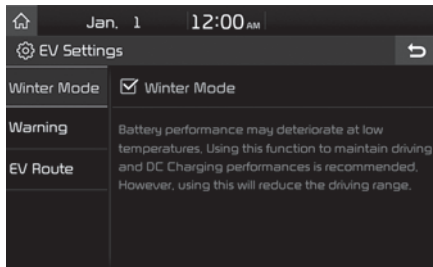 Jan. 1 12:00 AM
EV Settings
Winter Mode
Winter Mode
Warning
EV Route
Battery performance may deteriorate at low
temperatures. Using this function to maintain driving
and DC Charging performances is recommended.
However, using this will reduce the driving range.